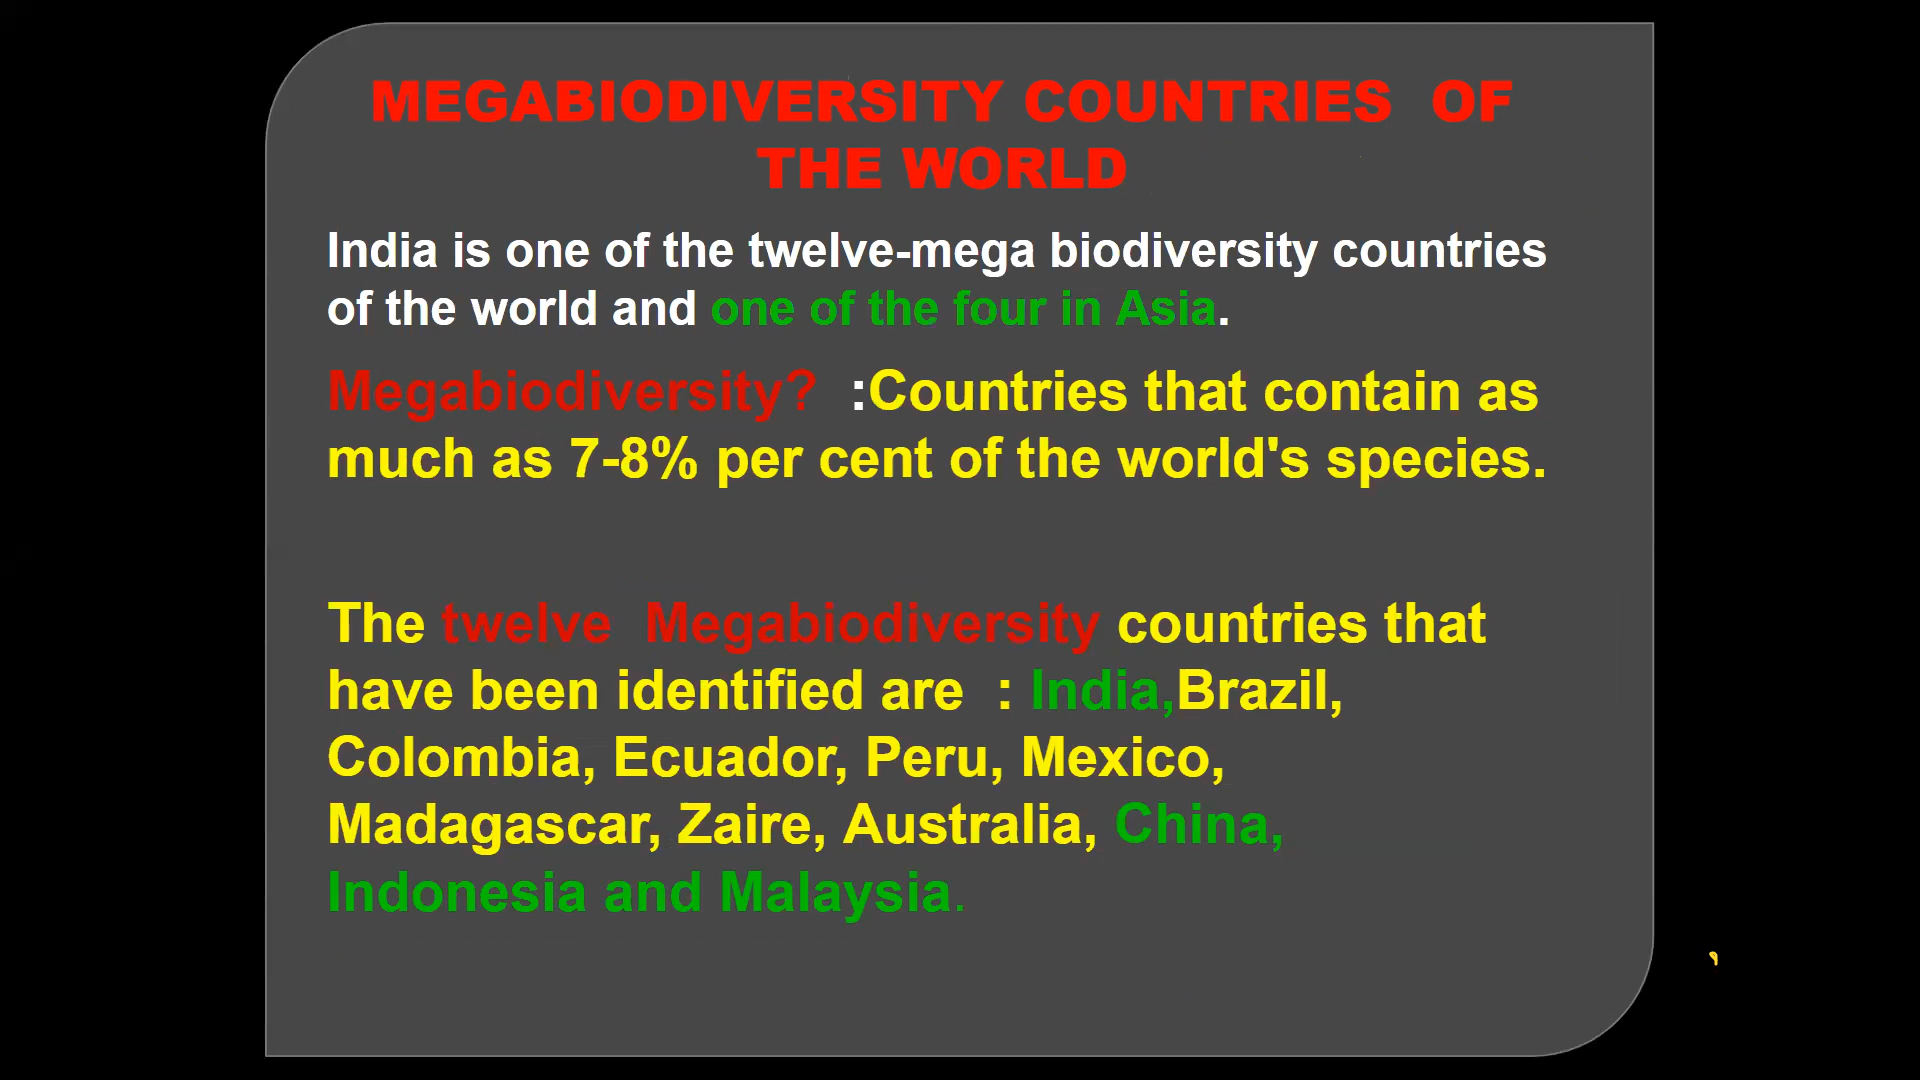 MEGABIODIVERSITY COUNTRIES  OF
THE WORLD
India is one of the twelve-mega biodiversity countries
of the world and one of the four in Asia.
Megabiodiversity?  :Countries that contain as
much as 7-8% per cent of the world's species.
The twelve  Megabiodiversity countries that
have been identified are  : India,Brazil,
Colombia, Ecuador, Peru, Mexico,
Madagascar, Zaire, Australia, China,
Indonesia and Malaysia.